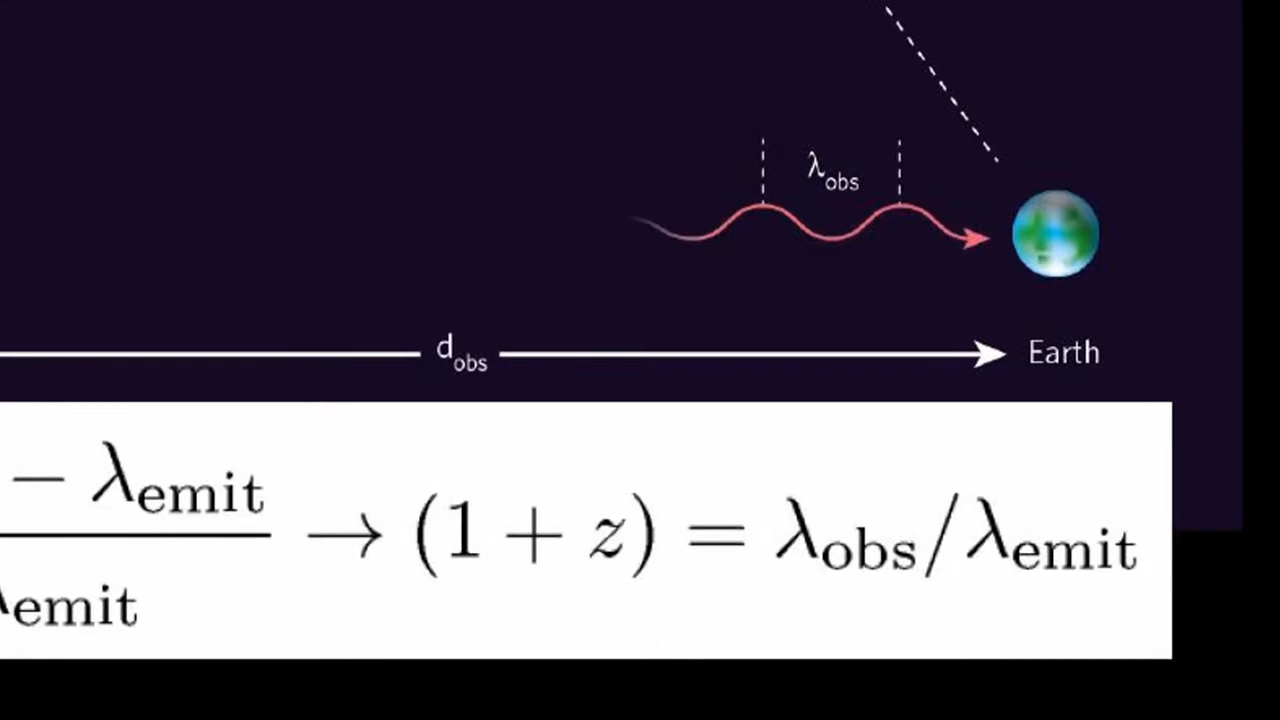 λobs
dobs
Earth
− λemit
λemit
→ (1 + z) = λobs/λemit